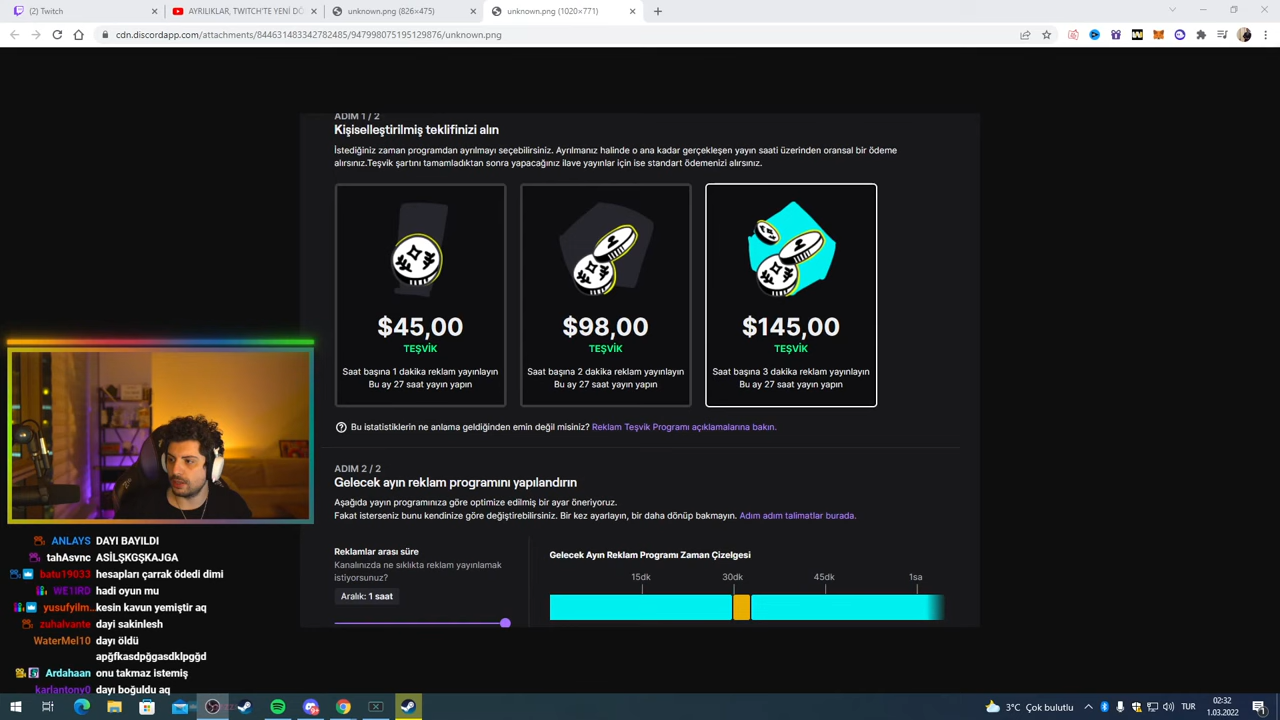 (2) Twitch
AYRILIKLAR, TWITCH'TE YENİ DÖ
unknown.png (826×475)
unknown.png (1020×771)
cdn.discordapp.com/attachments/844631483342782485/947998075195129876/unknown.png
ADIM 1 / 2
Kişiselleştirilmiş teklifinizi alın
İstediğiniz zaman programdan ayrılmayı seçebilirsiniz. Ayrılmanız halinde o ana kadar gerçekleşen yayın saati üzerinden oransal bir ödeme
alırsınız.Teşvik şartını tamamladıktan sonra yapacağınız ilave yayınlar için ise standart ödemenizi alırsınız.
$45,00
TEŞVİK
Saat başına 1 dakika reklam yayınlayın
Bu ay 27 saat yayın yapın
$98,00
TEŞVİK
Saat başına 2 dakika reklam yayınlayın
Bu ay 27 saat yayın yapın
$145,00
TEŞVİK
Saat başına 3 dakika reklam yayınlayın
Bu ay 27 saat yayın yapın
Bu istatistiklerin ne anlama geldiğinden emin değil misiniz? Reklam Teşvik Programı açıklamalarına bakın.
ADIM 2 / 2
Gelecek ayın reklam programını yapılandırın
Aşağıda yayın programınıza göre optimize edilmiş bir ayar öneriyoruz.
Fakat isterseniz bunu kendinize göre değiştirebilirsiniz. Bir kez ayarlayın, bir daha dönüp bakmayın. Adım adım talimatlar burada.
Reklamlar arası süre
Kanalınızda ne sıklıkta reklam yayınlamak
istiyorsunuz?
Aralık: 1 saat
Gelecek Ayın Reklam Programı Zaman Çizelgesi
15dk 30dk 45dk 1sa
ANLAYS DAYI BAYILDI
tahAsvnc ASİLŞKGŞKAJGA
batu19033 hesapları çarrak ödedi dimi
WE1IRD hadi oyun mu
yusufyilm... kesin kavun yemiştir aq
zuhalvante dayi sakinlesh
WaterMel10 dayı öldü
apğfkasdpğgasdklpgğd
Ardahaan onu takmaz istemiş
karlantony0 dayı boğuldu aq
3°C Çok bulutlu
TUR
02:32
1.03.2022